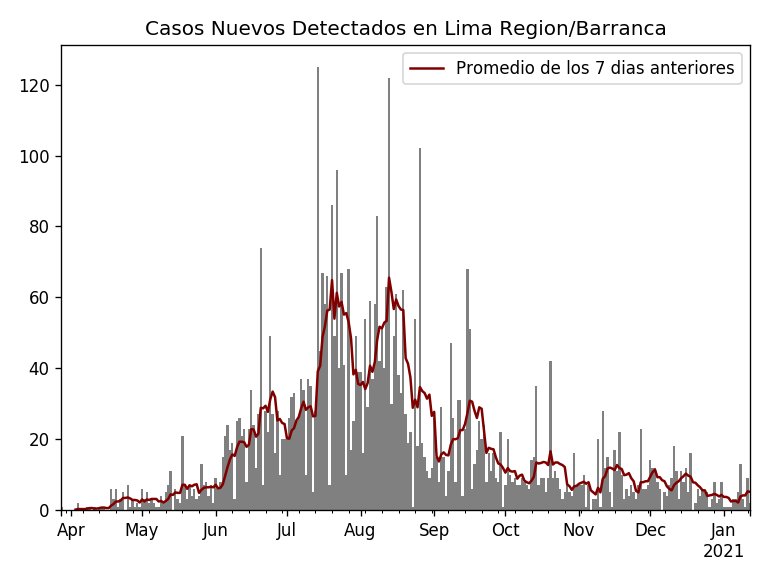 Casos Nuevos Detectados en Lima Region/Barranca
Promedio de los 7 dias anteriores
120
100
80
60
40
20
0
Apr May Jun Jul Aug Sep Oct Nov Dec Jan
2021